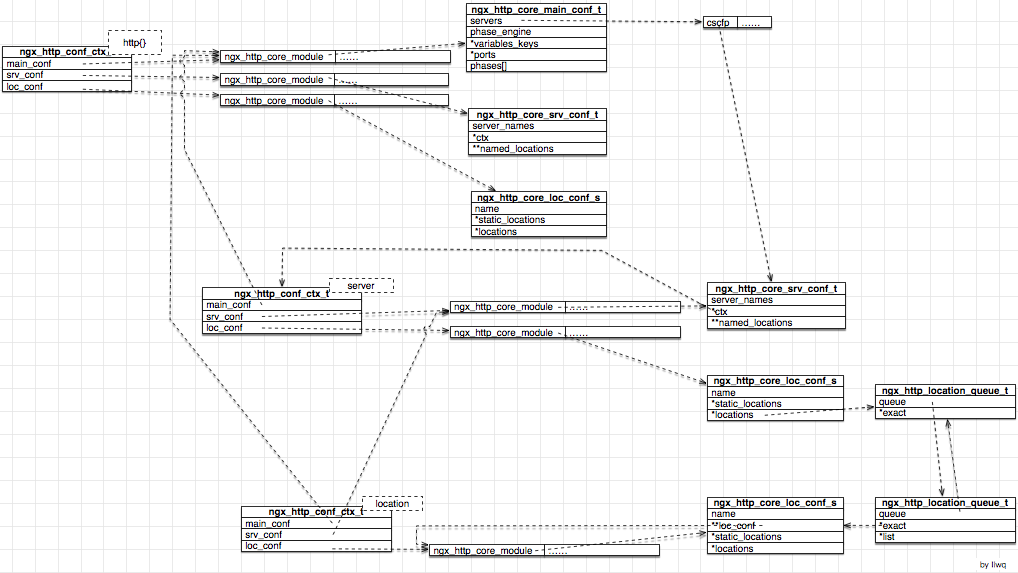 ngx_http_core_main_conf_t
servers
phase_engine
*variables_keys
*ports
phases[]
cscfp ......
http{}
ngx_http_conf_ctx
main_conf
srv_conf
loc_conf
ngx_http_core_module ......
ngx_http_core_module ......
ngx_http_core_module ......
ngx_http_core_srv_conf_t
server_names
*ctx
**named_locations
ngx_http_core_loc_conf_s
name
*static_locations
*locations
server
ngx_http_conf_ctx_t
main_conf
srv_conf
loc_conf
ngx_http_core_module ......
ngx_http_core_module ......
ngx_http_core_srv_conf_t
server_names
*ctx
**named_locations
ngx_http_core_loc_conf_s
name
*static_locations
*locations
ngx_http_location_queue_t
queue
*exact
location
ngx_http_conf_ctx_t
main_conf
srv_conf
loc_conf
ngx_http_core_module ......
ngx_http_core_loc_conf_s
name
**loc_conf
*static_locations
*locations
ngx_http_location_queue_t
queue
*exact
*list
by liwq